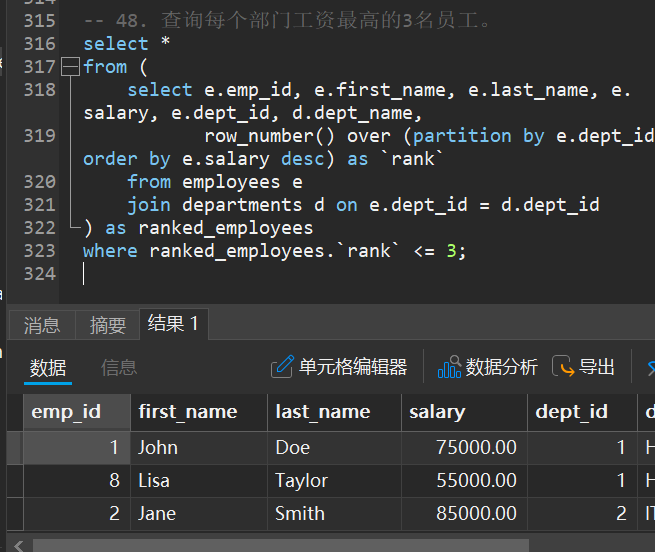 314
315 -- 48. 查询每个部门工资最高的3名员工。
316 select *
317 from (
318 select e.emp_id, e.first_name, e.last_name, e.
salary, e.dept_id, d.dept_name,
319 row_number() over (partition by e.dept_id
order by e.salary desc) as `rank`
320 from employees e
321 join departments d on e.dept_id = d.dept_id
322 ) as ranked_employees
323 where ranked_employees.`rank` <= 3;
324
消息 摘要 结果 1
数据 信息 单元格编辑器 数据分析 导出
emp_id first_name last_name salary dept_id d
1 John Doe 75000.00 1 H
8 Lisa Taylor 55000.00 1 H
2 Jane Smith 85000.00 2 IT